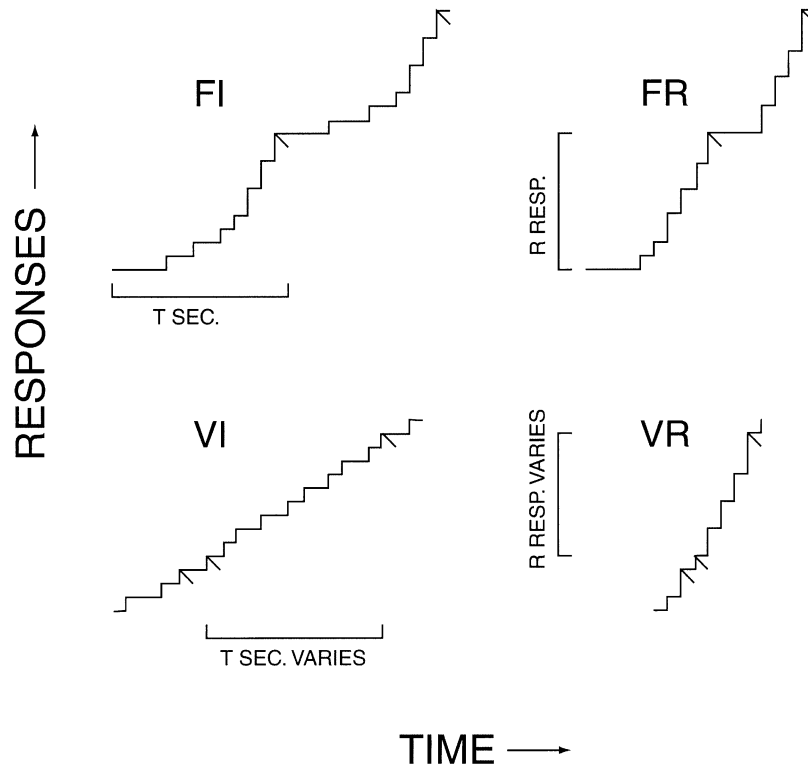 FI
FR
RESPONSES
R RESP.
T SEC.
VI
VR
R RESP. VARIES
T SEC. VARIES
TIME